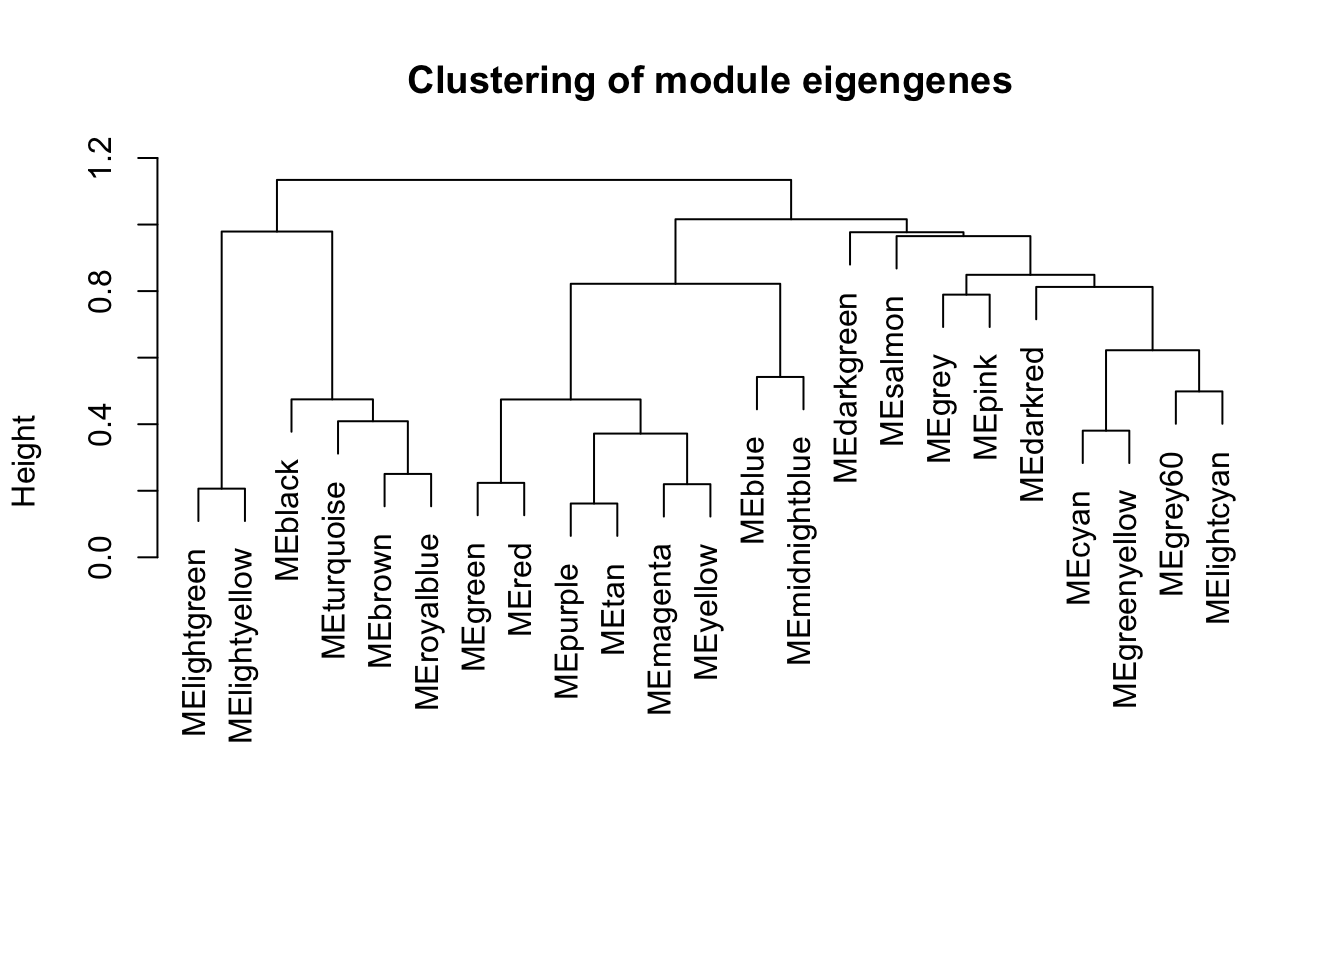 Clustering of module eigengenes
Height
1.2
0.8
0.4
0.0
MElightgreen
MElightyellow
MEblack
MEturquoise
MEbrown
MEroyalblue
MEgreen
MEred
MEpurple
MEtan
MEmagenta
MEyellow
MEblue
MEmidnightblue
MEdarkgreen
MEsalmon
MEgrey
MEpink
MEdarkred
MEcyan
MEgreenyellow
MEgrey60
MElightcyan